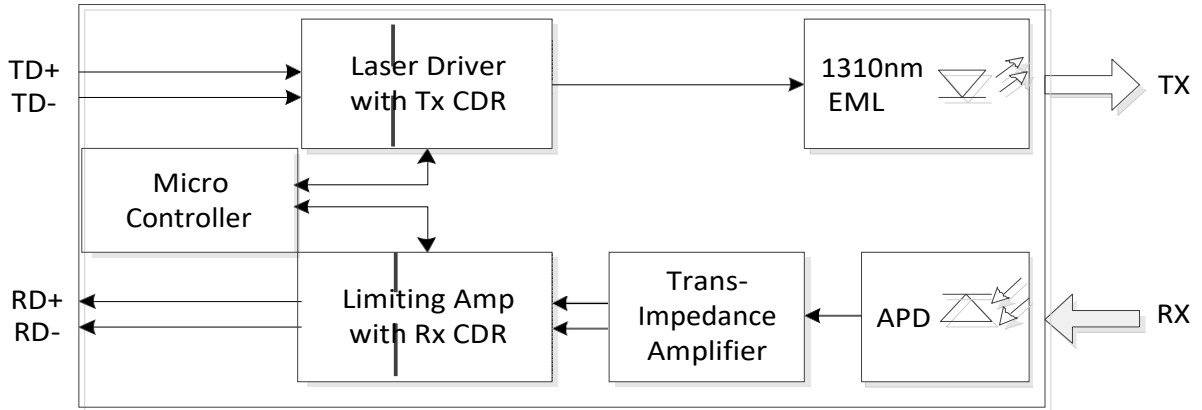 TD+
TD-
Laser Driver
with Tx CDR
1310nm
EML
TX
Micro
Controller
RD+
RD-
Limiting Amp
with Rx CDR
Trans-
Impedance
Amplifier
APD
RX